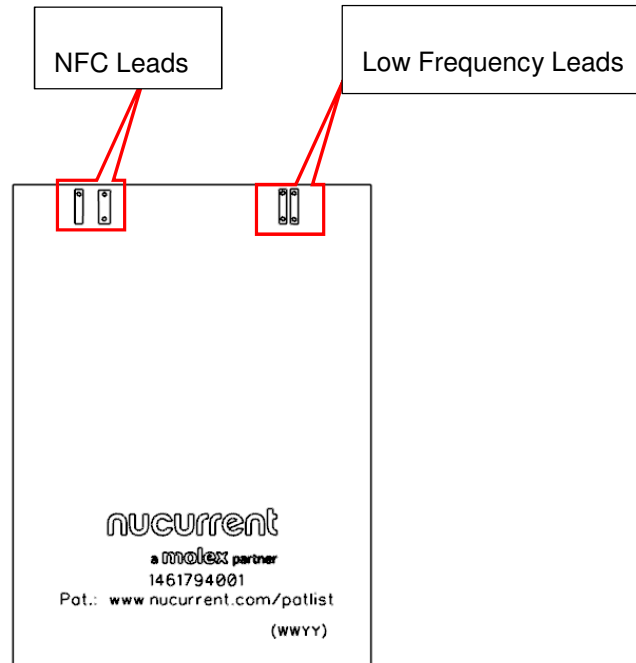 NFC Leads
Low Frequency Leads
nucurrent
a molex partner
1461794001
Pat.: www.nucurrent.com/patlist
(WWYY)